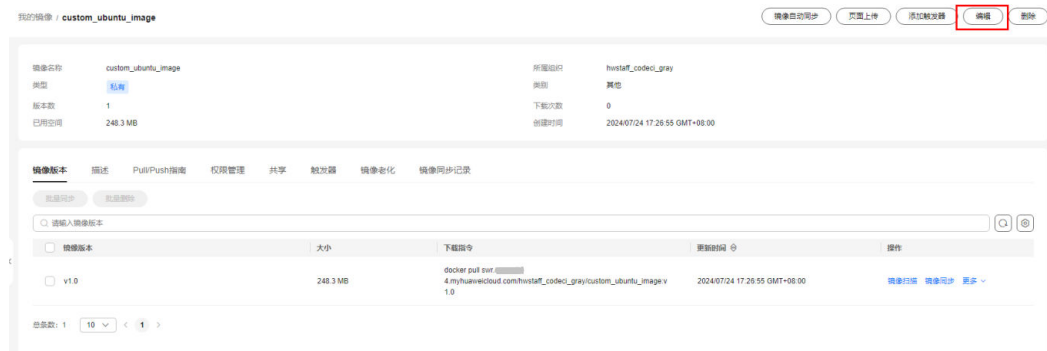 我的镜像 / custom_ubuntu_image
镜像自动同步 页面上传 添加触发器 编辑 删除
镜像名称 custom_ubuntu_image 所属组织 hwstaff_codeci_gray
类型 私有 类别 其他
版本数 1 下载次数 0
已用空间 248.3 MB 创建时间 2024/07/24 17:26:55 GMT+08:00
镜像版本 描述 Pull/Push指南 权限管理 共享 触发器 镜像老化 镜像同步记录
批量同步 批量删除
请输入镜像版本
镜像版本 大小 下载指令 更新时间 操作
docker pull swr.
v1.0 248.3 MB 4.myhuaweicloud.com/hwstaff_codeci_gray/custom_ubuntu_image:v 2024/07/24 17:26:55 GMT+08:00 镜像扫描 镜像同步 更多
1.0
总条数: 1 10 < 1 >